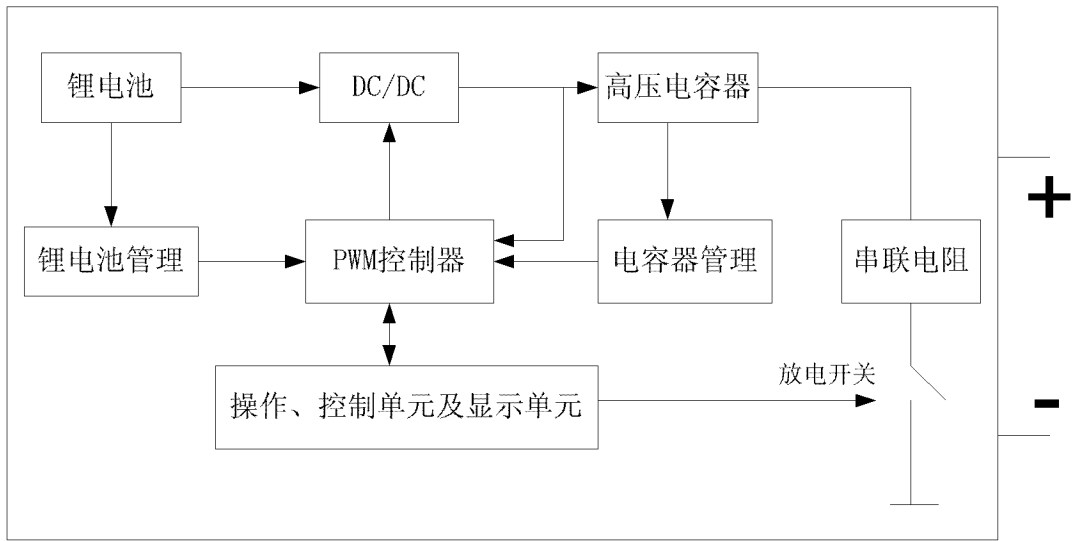 锂电池
DC/DC
高压电容器
+
锂电池管理
PWM控制器
电容器管理
串联电阻
放电开关
操作、控制单元及显示单元
-